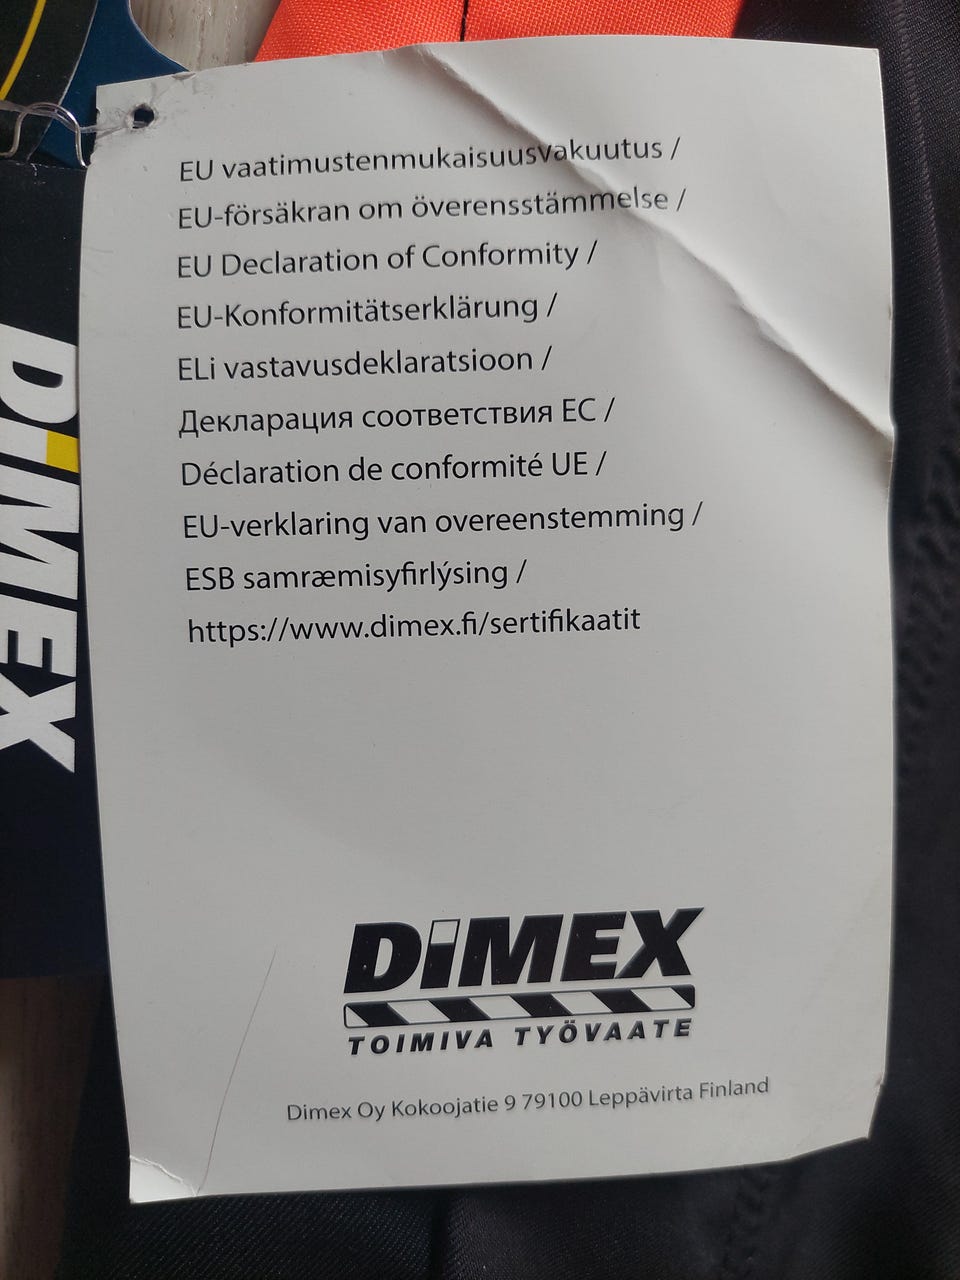 EU vaatimustenmukaisuusvakuutus /
EU-försäkran om överensstämmelse /
EU Declaration of Conformity /
EU-Konformitätserklärung /
ELi vastavusdeklaratsioon /
Декларация соответствия ЕС /
Déclaration de conformité UE /
EU-verklaring van overeenstemming /
ESB samræmisyfirlýsing /
https://www.dimex.fi/sertifikaatit
DiMEX
DiMEX
TOIMIVA TYÖVAATE
Dimex Oy Kokoojatie 9 79100 Leppävirta Finland